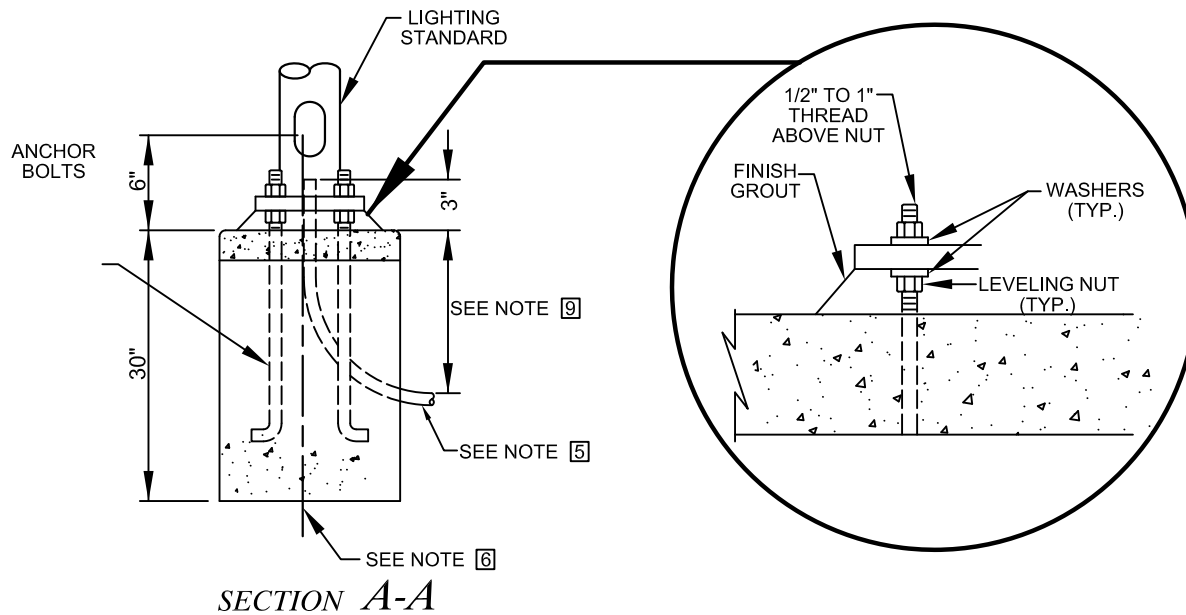 LIGHTING
STANDARD
ANCHOR
BOLTS
6"
3"
30"
SEE NOTE 9
SEE NOTE 5
SEE NOTE 6
SECTION A-A
1/2" TO 1"
THREAD
ABOVE NUT
FINISH
GROUT
WASHERS
(TYP.)
LEVELING NUT
(TYP.)